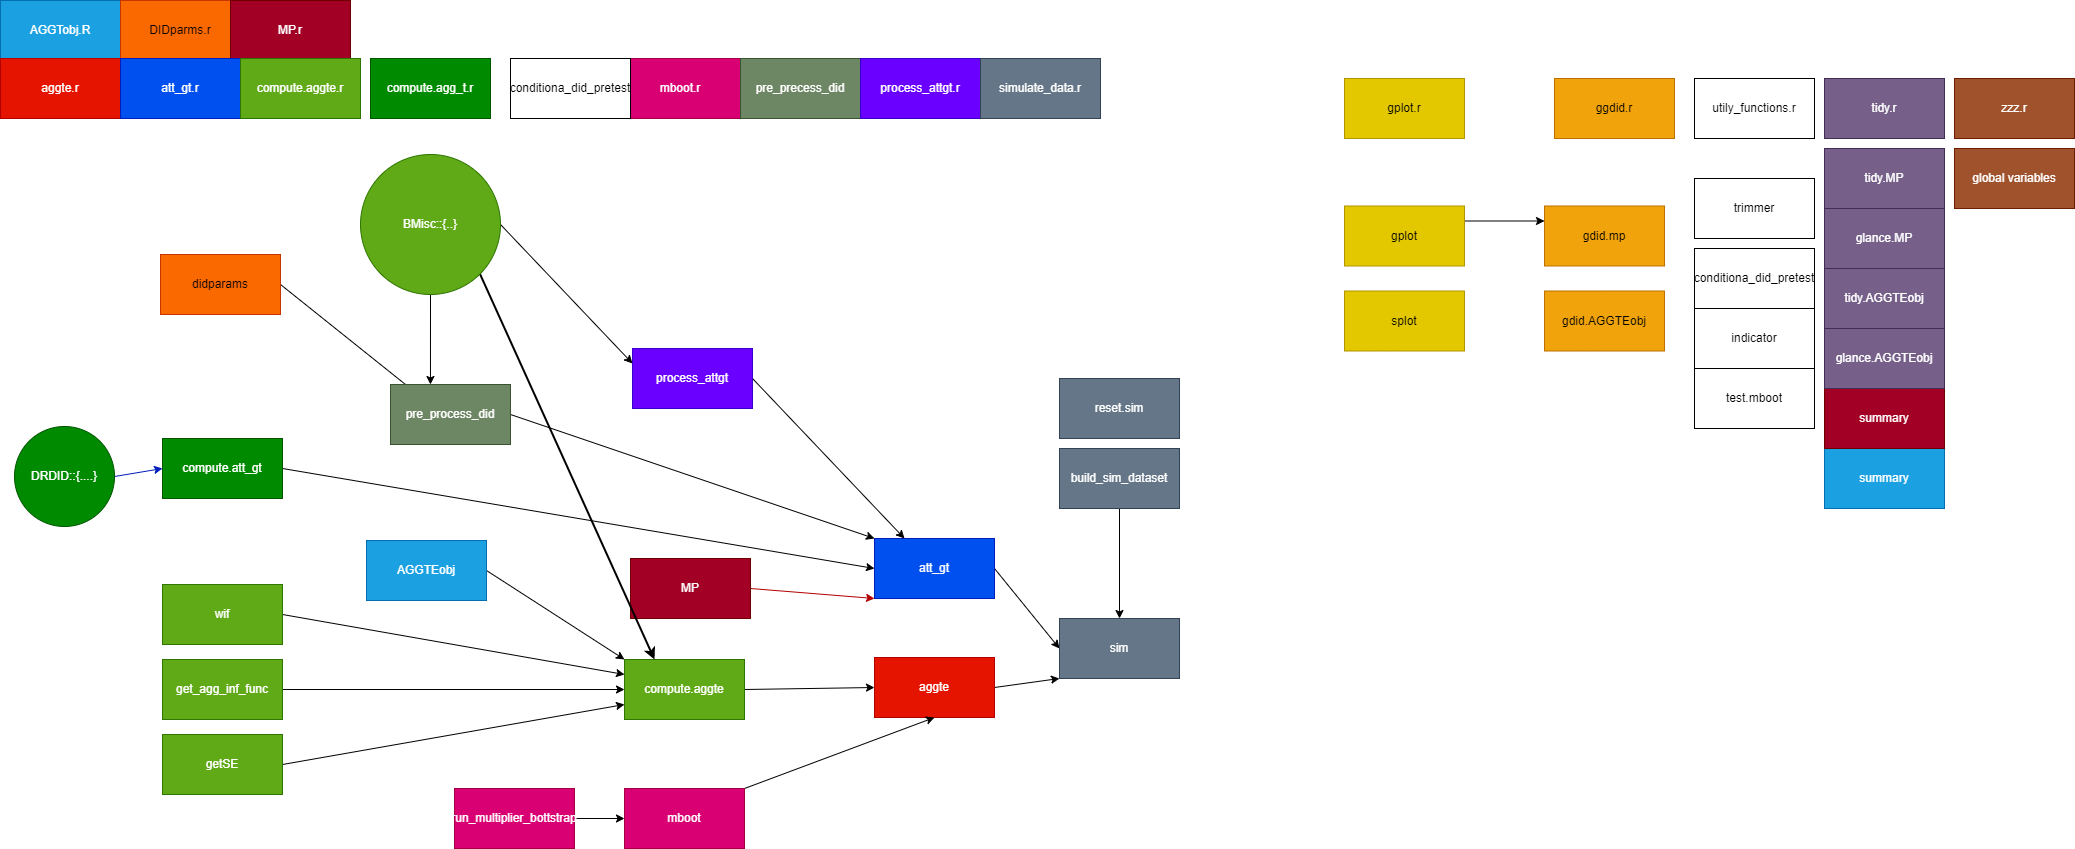 AGGTobj.R
DIDparms.r
MP.r
aggte.r
att_gt.r
compute.aggte.r
compute.agg_t.r
conditiona_did_pretest
mboot.r
pre_precess_did
process_attgt.r
simulate_data.r
gplot.r
ggdid.r
utily_functions.r
tidy.r
zzz.r
BMisc::{..}
didparams
process_attgt
pre_process_did
DRDID::{....}
compute.att_gt
AGGTEobj
MP
att_gt
wif
get_agg_inf_func
getSE
compute.aggte
aggte
run_multiplier_bottstrap
mboot
reset.sim
build_sim_dataset
sim
gplot
gdid.mp
splot
gdid.AGGTEobj
trimmer
conditiona_did_pretest
indicator
test.mboot
tidy.MP
glance.MP
tidy.AGGTEobj
glance.AGGTEobj
summary
summary
global variables